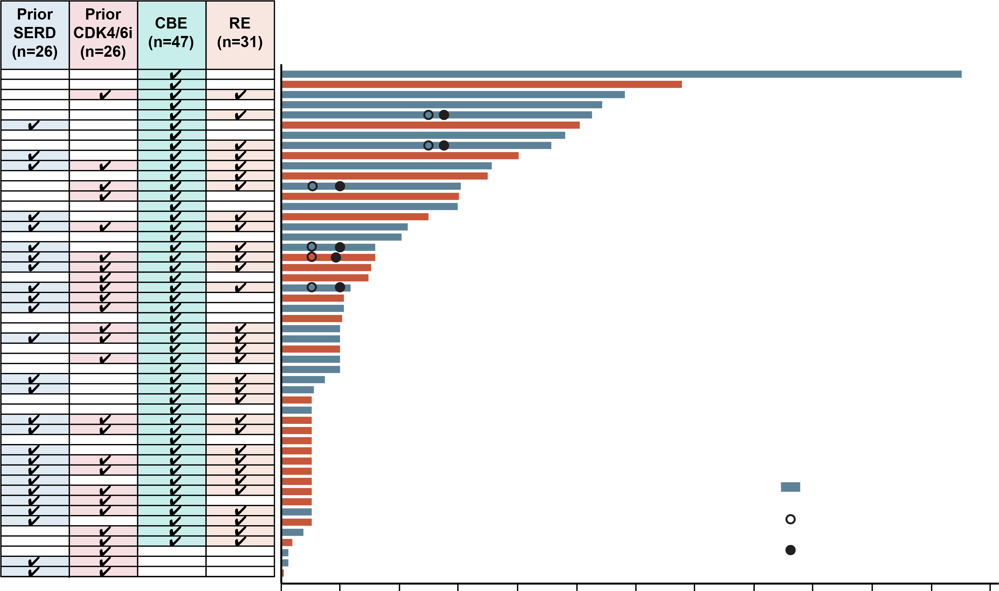 Prior
SERD
(n=26)
Prior
CDK4/6i
(n=26)
CBE
(n=47)
RE
(n=31)